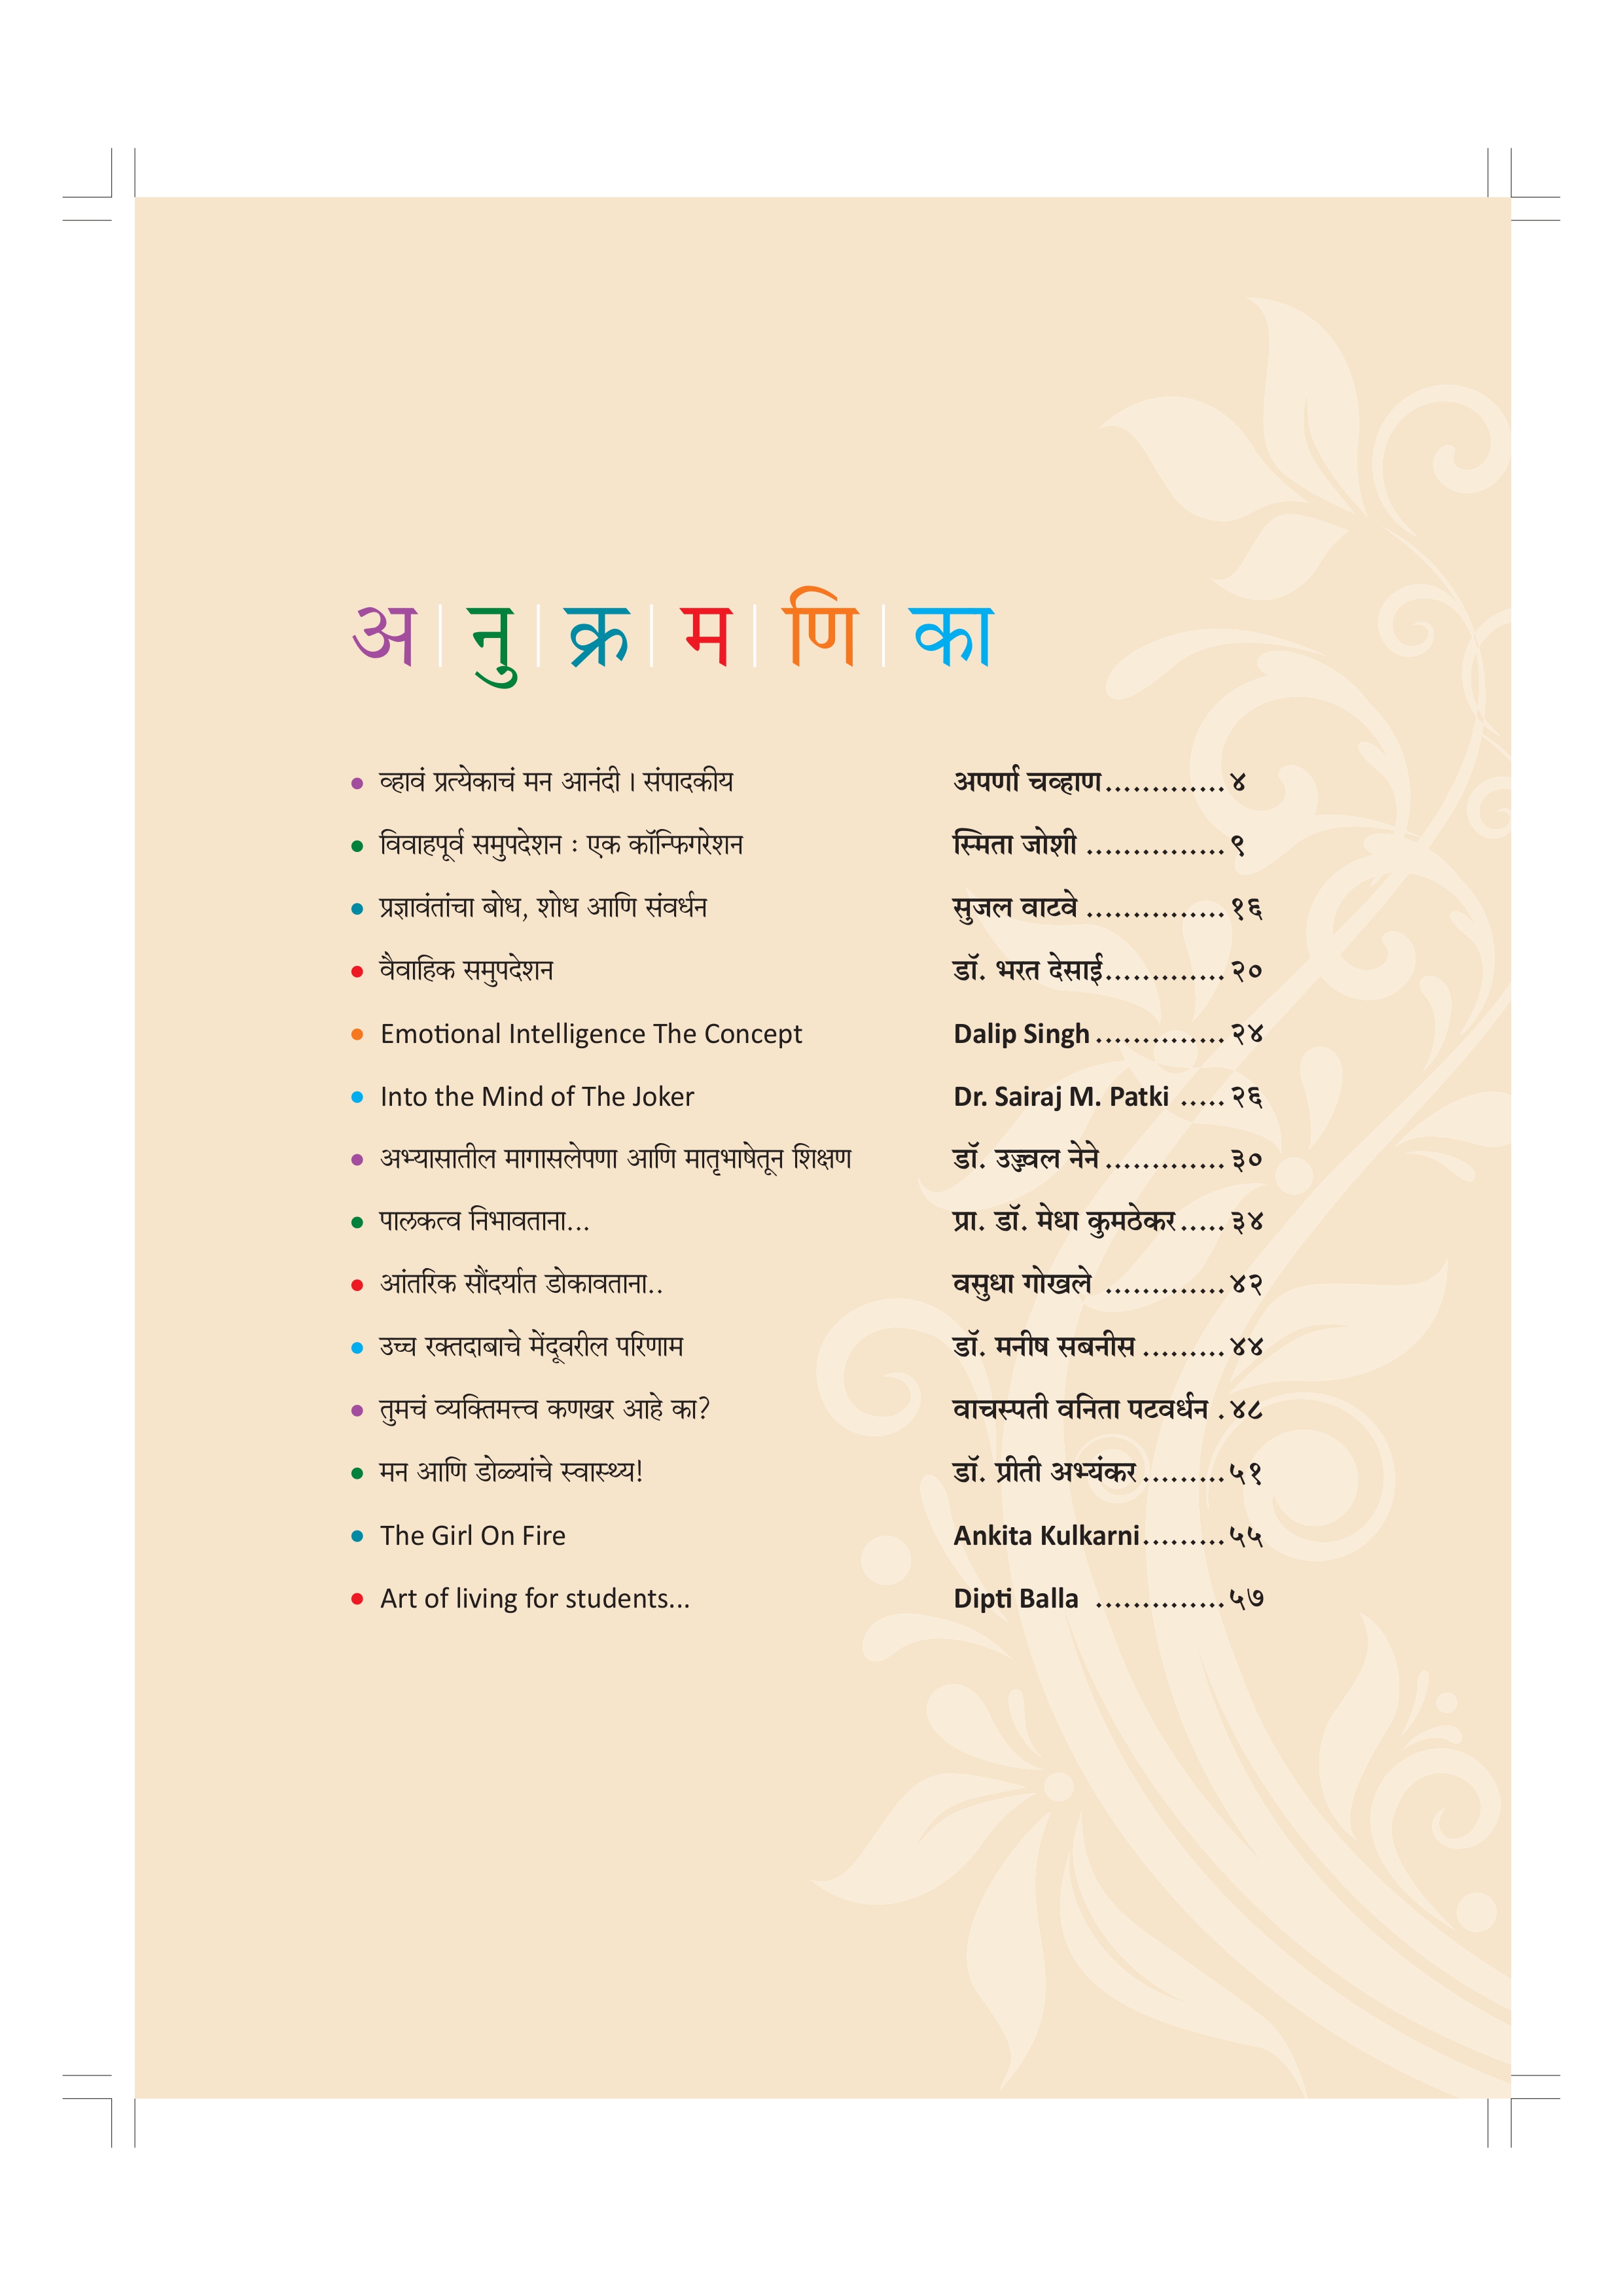 अ नु क्र म णि का
• व्हावं प्रत्येकाचं मन आनंदी । संपादकीय अपर्णा चव्हाण.............४
• विवाहपूर्व समुपदेशन : एक कॉन्फिगरेशन स्मिता जोशी ...............९
• प्रज्ञावंतांचा बोध, शोध आणि संवर्धन सुजल वाटवे ...............१६
• वैवाहिक समुपदेशन डॉ. भरत देसाई.............२०
• Emotional Intelligence The Concept Dalip Singh ..............२४
• Into the Mind of The Joker Dr. Sairaj M. Patki .....२६
• अभ्यासातील मागासलेपणा आणि मातृभाषेतून शिक्षण डॉ. उज्ज्वल नेने .............३०
• पालकत्व निभावताना... प्रा. डॉ. मेधा कुमठेकर.....३४
• आंतरिक सौंदर्यात डोकावताना.. वसुधा गोखले .............४२
• उच्च रक्तदाबाचे मेंदूवरील परिणाम डॉ. मनीष सबनीस .........४४
• तुमचं व्यक्तिमत्त्व कणखर आहे का? वाचस्पती वनिता पटवर्धन .४८
• मन आणि डोळ्यांचे स्वास्थ्य! डॉ. प्रीती अभ्यंकर .........५१
• The Girl On Fire Ankita Kulkarni.........५५
• Art of living for students... Dipti Balla ..............५७